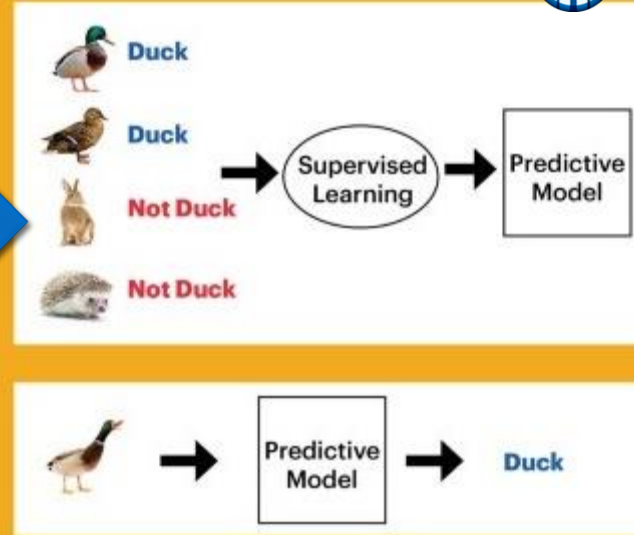 Duck
Duck
Not Duck
Not Duck
Supervised
Learning
Predictive
Model
Predictive
Model
Duck